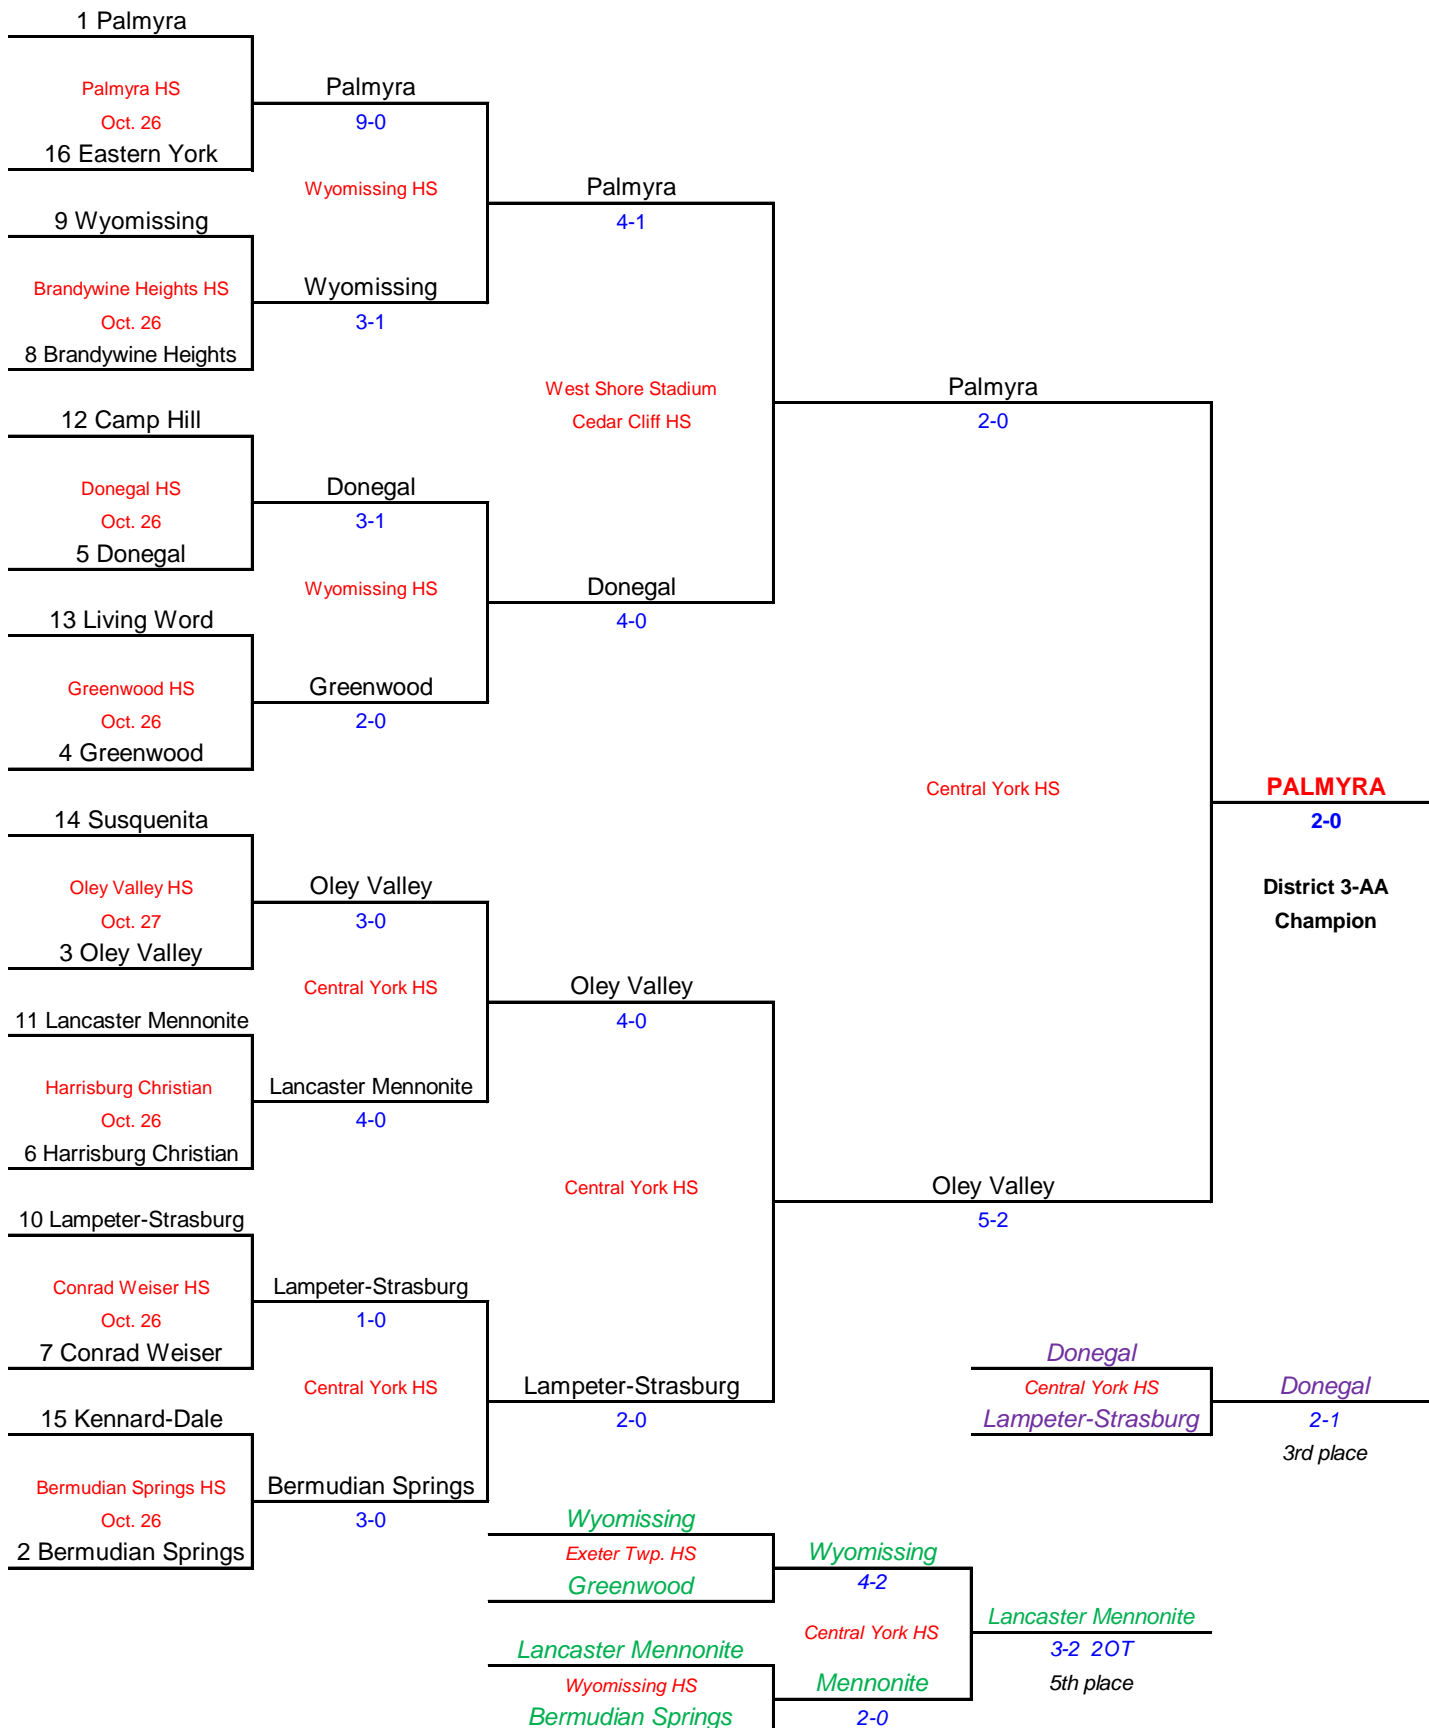 1 Palmyra
Palmyra HS
Oct. 26
16 Eastern York
9 Wyomissing
Brandywine Heights HS
Oct. 26
8 Brandywine Heights
12 Camp Hill
Donegal HS
Oct. 26
5 Donegal
13 Living Word
Greenwood HS
Oct. 26
4 Greenwood
14 Susquenita
Oley Valley HS
Oct. 27
3 Oley Valley
11 Lancaster Mennonite
Harrisburg Christian
Oct. 26
6 Harrisburg Christian
10 Lampeter-Strasburg
Conrad Weiser HS
Oct. 26
7 Conrad Weiser
15 Kennard-Dale
Bermudian Springs HS
Oct. 26
2 Bermudian Springs
Palmyra
9-0
Wyomissing HS
Wyomissing
3-1
Donegal
3-1
Wyomissing HS
Greenwood
2-0
Oley Valley
3-0
Central York HS
Lancaster Mennonite
4-0
Lampeter-Strasburg
1-0
Central York HS
Bermudian Springs
3-0
Palmyra
4-1
West Shore Stadium
Cedar Cliff HS
Donegal
4-0
Oley Valley
4-0
Central York HS
Lampeter-Strasburg
2-0
Palmyra
2-0
Central York HS
Oley Valley
5-2
PALMYRA
2-0
District 3-AA
Champion
Donegal
Central York HS
Lampeter-Strasburg
Donegal
2-1
3rd place
Wyomissing
Exeter Twp. HS
Greenwood
Lancaster Mennonite
Wyomissing HS
Bermudian Springs
Wyomissing
4-2
Central York HS
Mennonite
2-0
Lancaster Mennonite
3-2 2OT
5th place